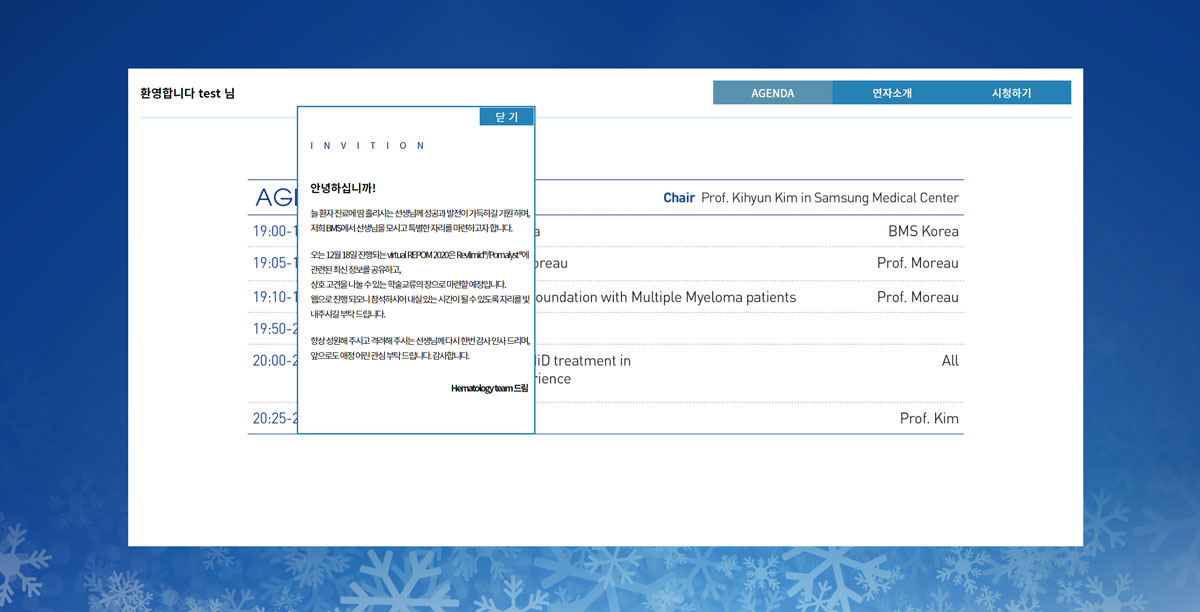 환영합니다 test 님
AGENDA 연자소개 시청하기
닫 기
I N V I T I O N
안녕하십니까!
늘 환자 진료에 땀 흘리시는 선생님께 성공과 발전이 가득하길 기원 하며,
저희 BMS에서 선생님을 모시고 특별한 자리를 마련하고자 합니다.
오는 12월 18일 진행되는 virtual REPOM 2020은 Revlimid®/Pomalyst®에
관련된 최신 정보를 공유하고,
상호 고견을 나눌 수 있는 학술교류의 장으로 마련할 예정입니다.
웹으로 진행 되오니 참석하시어 내실 있는 시간이 될 수 있도록 자리를 빛
내주시길 부탁 드립니다.
항상 성원해 주시고 격려해 주시는 선생님께 다시 한번 감사 인사 드리며,
앞으로도 애정 어린 관심 부탁 드립니다. 감사합니다.
Hematology team 드림
Chair Prof. Kihyun Kim in Samsung Medical Center
19:00-1 BMS Korea
19:05-1 oreau Prof. Moreau
19:10-1 oundation with Multiple Myeloma patients Prof. Moreau
19:50-2
20:00-2 iD treatment in All
rience
20:25-2 Prof. Kim